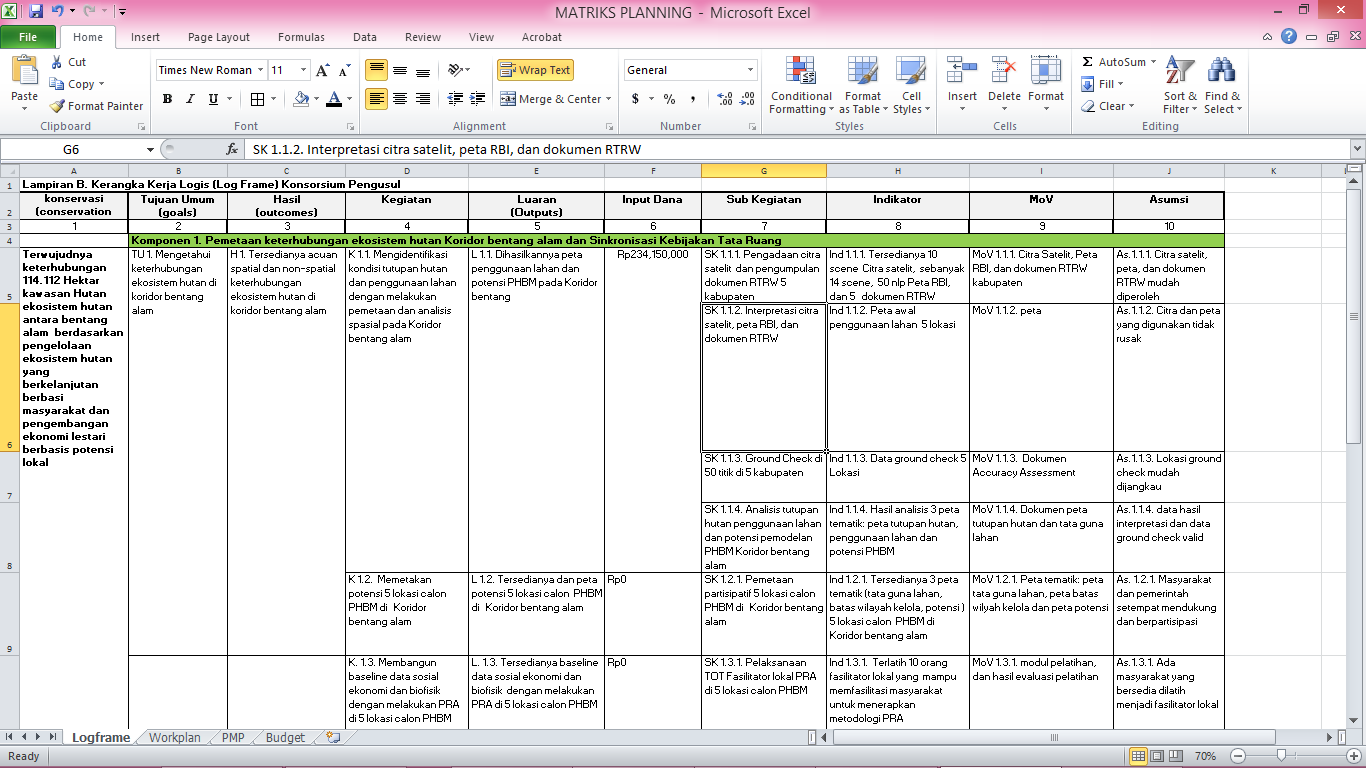 MATRIKS PLANNING - Microsoft Excel
File Home Insert Page Layout Formulas Data Review View Acrobat
Paste
Cut
Copy
Format Painter
Clipboard
Times New Roman 11
B I U
Font
Wrap Text
Merge & Center
Alignment
General
$ % ,
Number
Conditional Formatting
Format as Table
Cell Styles
Styles
Insert Delete Format
Cells
AutoSum
Fill
Clear
Sort & Filter
Find & Select
Editing
G6 fx SK 1.1.2. Interpretasi citra satelit, peta RBI, dan dokumen RTRW
A B C D E F G H I J K
1 Lampiran B. Kerangka Kerja Logis (Log Frame) Konsorsium Pengusul
2
konservasi
(conservation
Tujuan Umum
(goals)
Hasil
(outcomes)
Kegiatan
Luaran
(Outputs)
Input Dana
Sub Kegiatan
Indikator
MoV
Asumsi
3 1 2 3 4 5 6 7 8 9 10
4 Komponen 1. Pemetaan keterhubungan ekosistem hutan Koridor bentang alam dan Sinkronisasi Kebijakan Tata Ruang
5
Terwujudnya
keterhubungan
114.112 Hektar
kawasan Hutan
ekosistem hutan
antara bentang
alam berdasarkan
pengelolaan
ekosistem hutan
yang
berkelanjutan
berbasi
masyarakat dan
pengembangan
ekonomi lestari
berbasis potensi
lokal
TU 1. Mengetahui
keterhubungan
ekosistem hutan di
koridor bentang
alam
H 1. Tersedianya acuan
spatial dan non-spatial
keterhubungan
ekosistem hutan di
koridor bentang alam
K 1.1. Mengidentifikasi
kondisi tutupan hutan
dan penggunaan lahan
dengan melakukan
pemetaan dan analisis
spasial pada Koridor
bentang alam
L 1.1. Dihasilkannya peta
penggunaan lahan dan
potensi PHBM pada Koridor
bentang
Rp234,150,000
SK 1.1.1. Pengadaan citra
satelit dan pengumpulan
dokumen RTRW 5
kabupaten
Ind 1.1.1. Tersedianya 10
scene Citra satelit, sebanyak
14 scene, 50 nlp Peta RBI,
dan 5 dokumen RTRW
MoV 1.1.1. Citra Satelit, Peta
RBI, dan dokumen RTRW
kabupaten
As.1.1.1. Citra satelit,
peta, dan dokumen
RTRW mudah
diperoleh
6
SK 1.1.2. Interpretasi citra
satelit, peta RBI, dan
dokumen RTRW
Ind 1.1.2. Peta awal
penggunaan lahan 5 lokasi
MoV 1.1.2. peta
As.1.1.2. Citra dan peta
yang digunakan tidak
rusak
7
SK 1.1.3. Ground Check di
50 titik di 5 kabupaten
Ind 1.1.3. Data ground check 5
Lokasi
MoV 1.1.3. Dokumen
Accuracy Assessment
As.1.1.3. Lokasi ground
check mudah
dijangkau
8
SK 1.1.4. Analisis tutupan
hutan penggunaan lahan
dan potensi pemodelan
PHBM Koridor bentang
alam
Ind 1.1.4. Hasil analisis 3 peta
tematik: peta tutupan hutan,
penggunaan lahan dan
potensi PHBM
MoV 1.1.4. Dokumen peta
tutupan hutan dan tata guna
lahan
As.1.1.4. data hasil
interpretasi dan data
ground check valid
9
K 1.2. Memetakan
potensi 5 lokasi calon
PHBM di Koridor
bentang alam
L 1.2. Tersedianya dan peta
potensi 5 lokasi calon PHBM
di Koridor bentang alam
Rp0
SK 1.2.1. Pemetaan
partisipatif 5 lokasi calon
PHBM di Koridor bentang
alam
Ind 1.2.1. Tersedianya 3 peta
tematik (tata guna lahan,
batas wilayah kelola, potensi )
5 lokasi calon PHBM di
Koridor bentang alam
MoV 1.2.1. Peta tematik: peta
tata guna lahan, peta batas
wilyah kelola dan peta potensi
As. 1.2.1. Masyarakat
dan pemerintah
setempat mendukung
dan berpartisipasi
K. 1.3. Membangun
baseline data sosial
ekonomi dan biofisik
dengan melakukan PRA
di 5 lokasi calon PHBM
L. 1.3. Tersedianya baseline
data sosial ekonomi dan
biofisik dengan melakukan
PRA di 5 lokasi calon PHBM
Rp0
SK 1.3.1. Pelaksanaan
TOT Fasilitator lokal PRA
di 5 lokasi calon PHBM
Ind 1.3.1. Terlatih 10 orang
fasilitator lokal yang mampu
memfasilitasi masyarakat
untuk menerapkan
metodologi PRA
MoV 1.3.1. modul pelatihan,
dan hasil evaluasi pelatihan
As.1.3.1. Ada
masyarakat yang
bersedia dilatih
menjadi fasilitator lokal
Logframe Workplan PMP Budget
Ready 70%